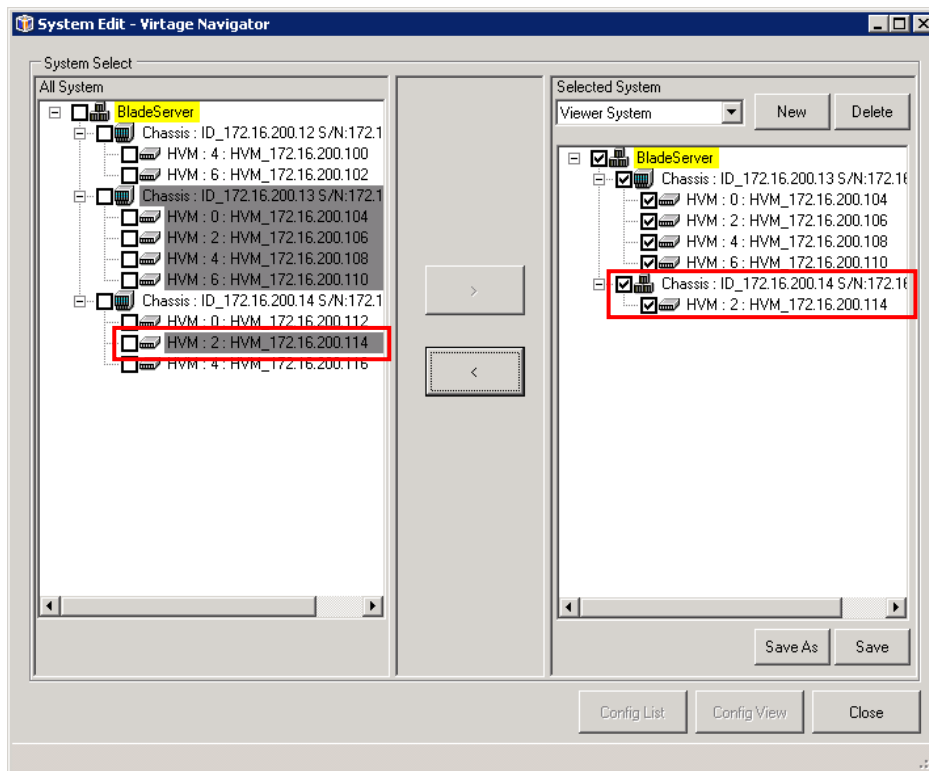 System Edit - Virtage Navigator
System Select
All System
BladeServer
Chassis : ID_172.16.200.12 S/N:172.1
HVM : 4 : HVM_172.16.200.100
HVM : 6 : HVM_172.16.200.102
Chassis : ID_172.16.200.13 S/N:172.1
HVM : 0 : HVM_172.16.200.104
HVM : 2 : HVM_172.16.200.106
HVM : 4 : HVM_172.16.200.108
HVM : 6 : HVM_172.16.200.110
Chassis : ID_172.16.200.14 S/N:172.1
HVM : 0 : HVM_172.16.200.112
HVM : 2 : HVM_172.16.200.114
HVM : 4 : HVM_172.16.200.116
>
<
Selected System
Viewer System
New
Delete
BladeServer
Chassis : ID_172.16.200.13 S/N:172.16
HVM : 0 : HVM_172.16.200.104
HVM : 2 : HVM_172.16.200.106
HVM : 4 : HVM_172.16.200.108
HVM : 6 : HVM_172.16.200.110
Chassis : ID_172.16.200.14 S/N:172.16
HVM : 2 : HVM_172.16.200.114
Save As
Save
Config List
Config View
Close